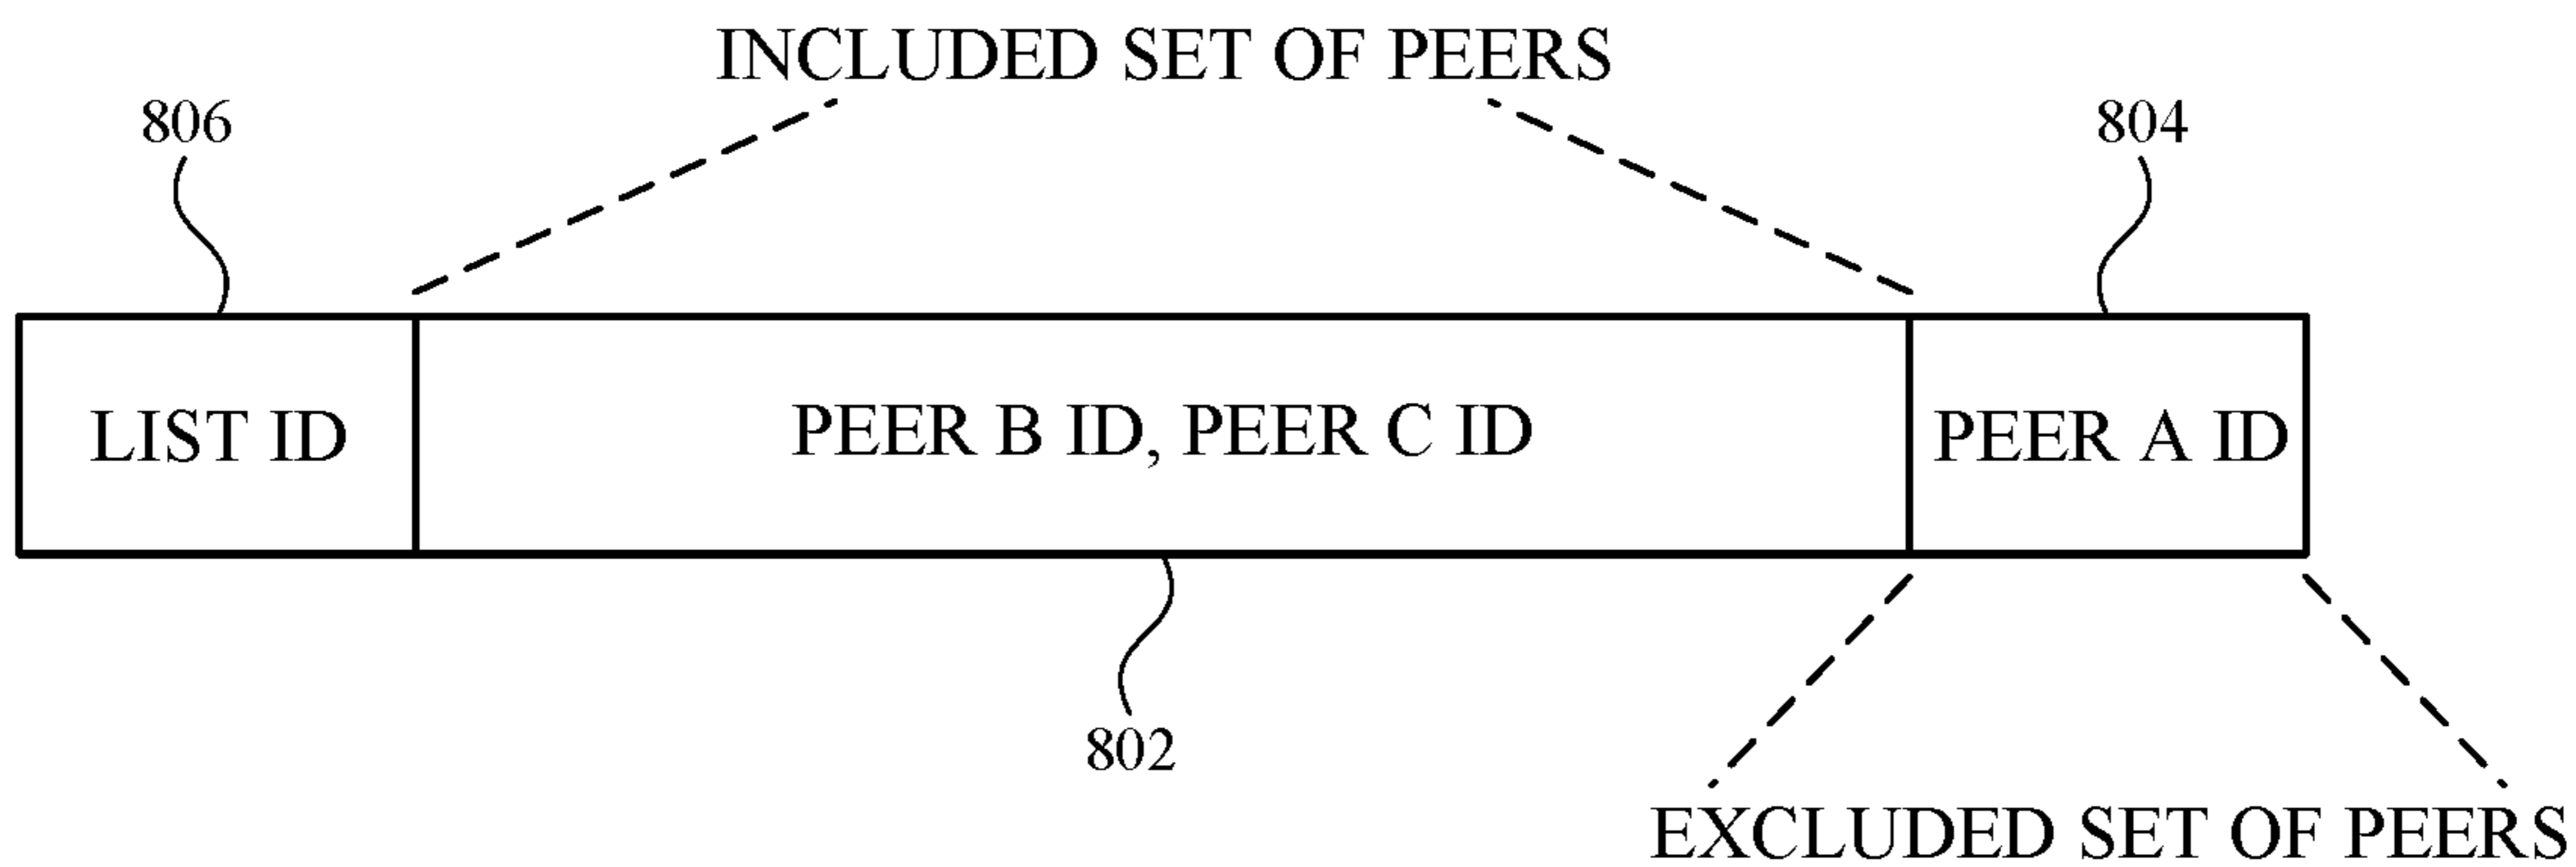 INCLUDED SET OF PEERS
806
804
LIST ID
PEER B ID, PEER C ID
PEER A ID
802
EXCLUDED SET OF PEERS